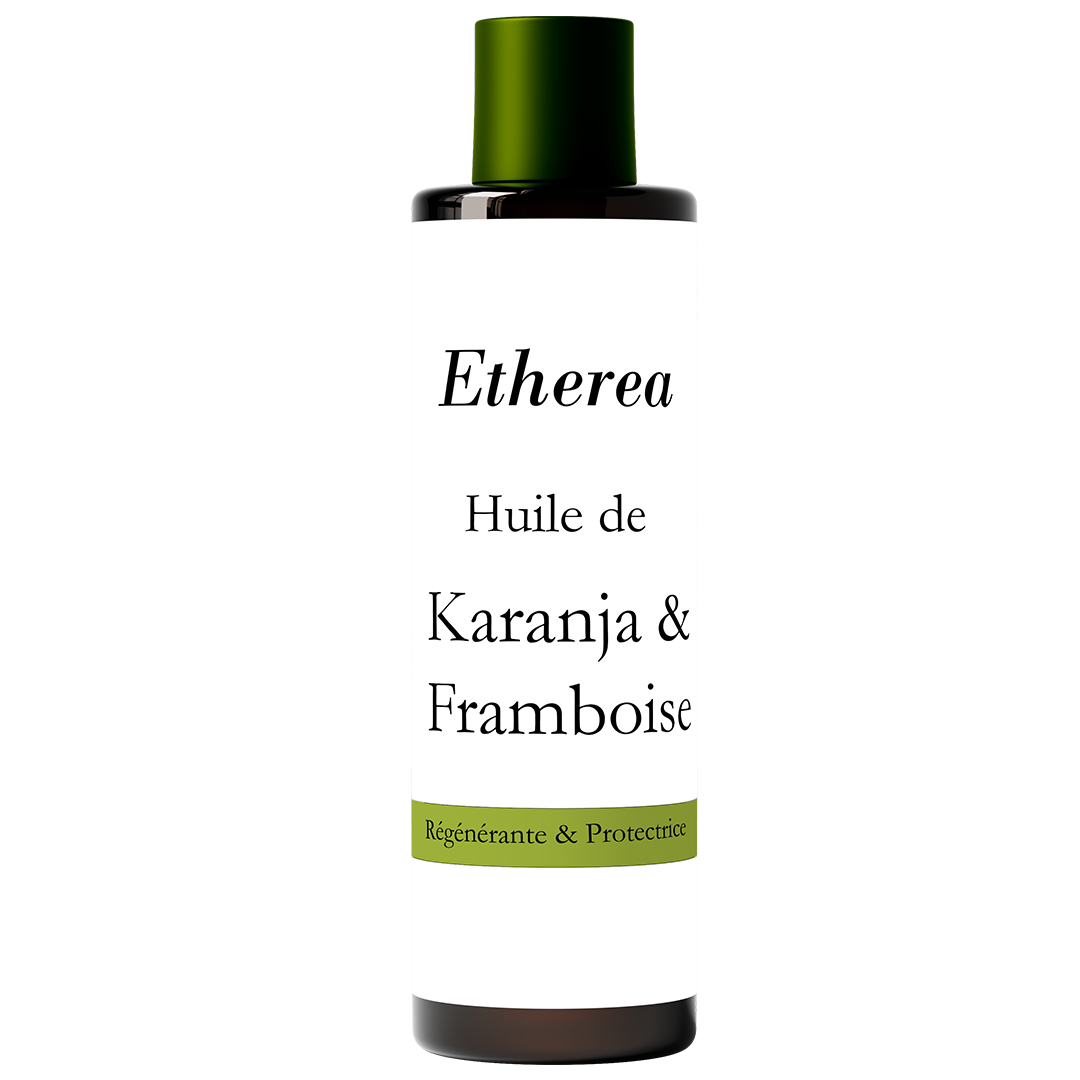 Etherea
Huile de
Karanja &
Framboise
Régénérante & Protectrice